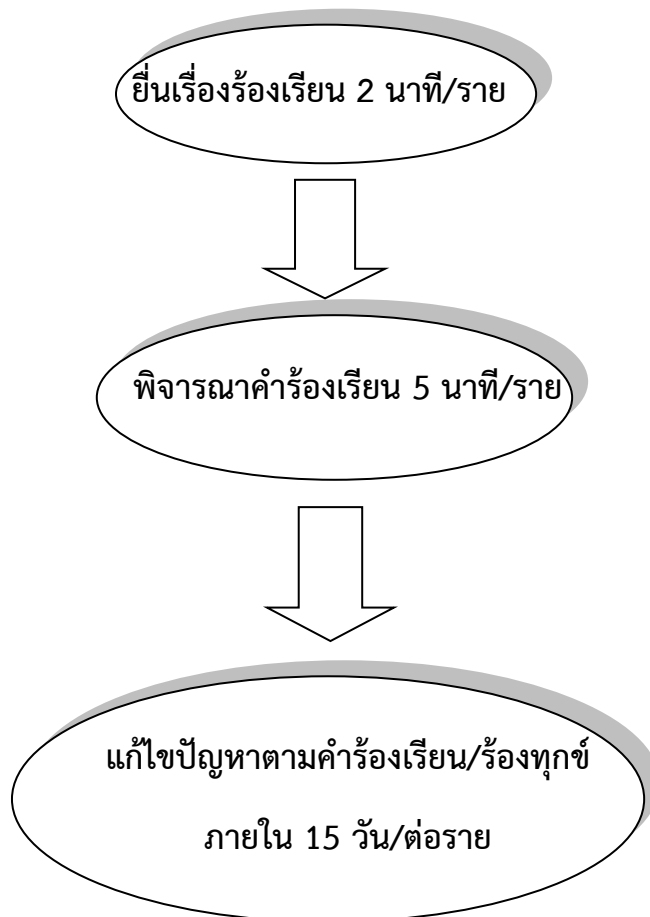 ยื่นเรื่องร้องเรียน 2 นาที/ราย
พิจารณาคำร้องเรียน 5 นาที/ราย
แก้ไขปัญหาตามคำร้องเรียน/ร้องทุกข์
ภายใน 15 วัน/ต่อราย